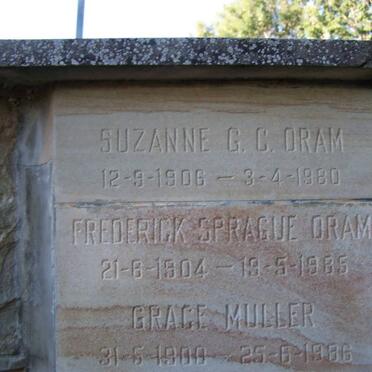 SUZANNE G. C. ORAM
12-9-1906 — 3-4-1980
FREDERICK SPRAGUE ORAM
21-6-1904 — 19-5-1985
GRACE MULLER
31-5-1900 25-6-1986